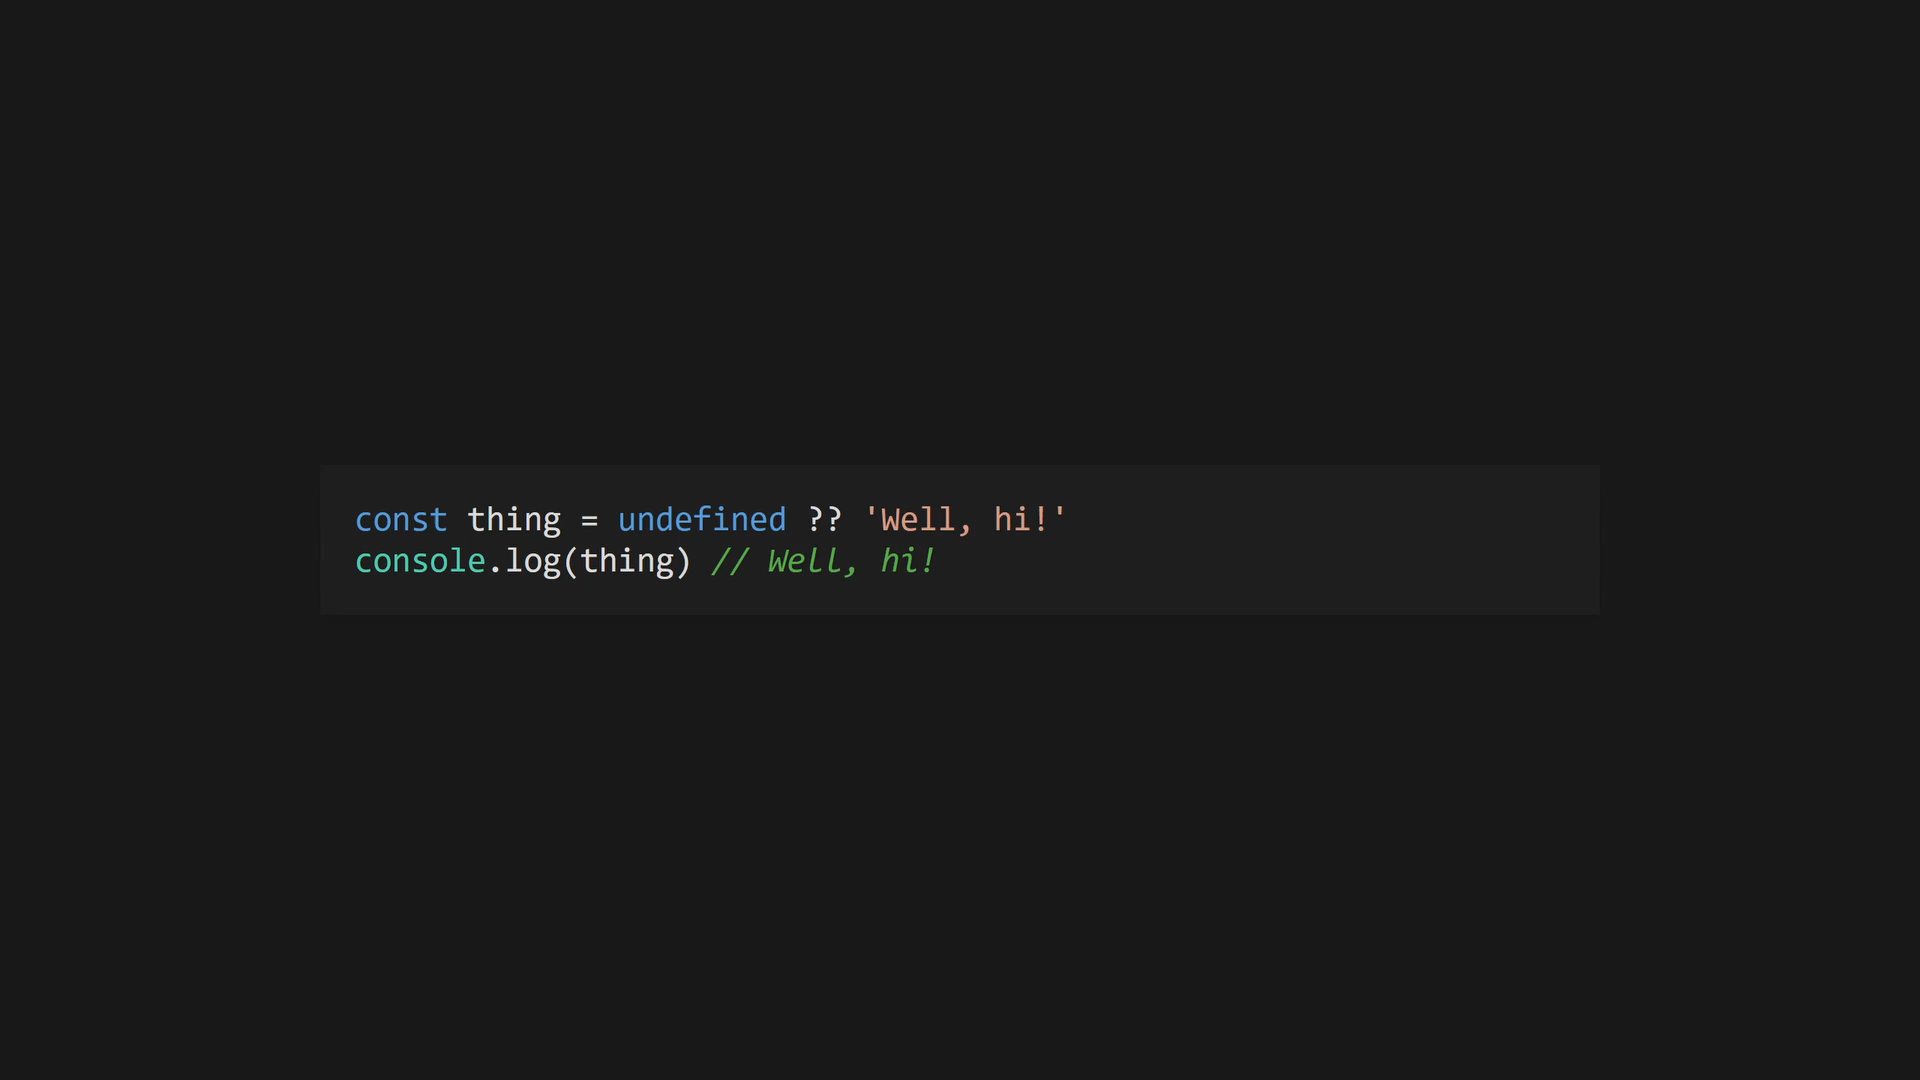 const thing = undefined ?? 'Well, hi!'
console.log(thing) // Well, hi!